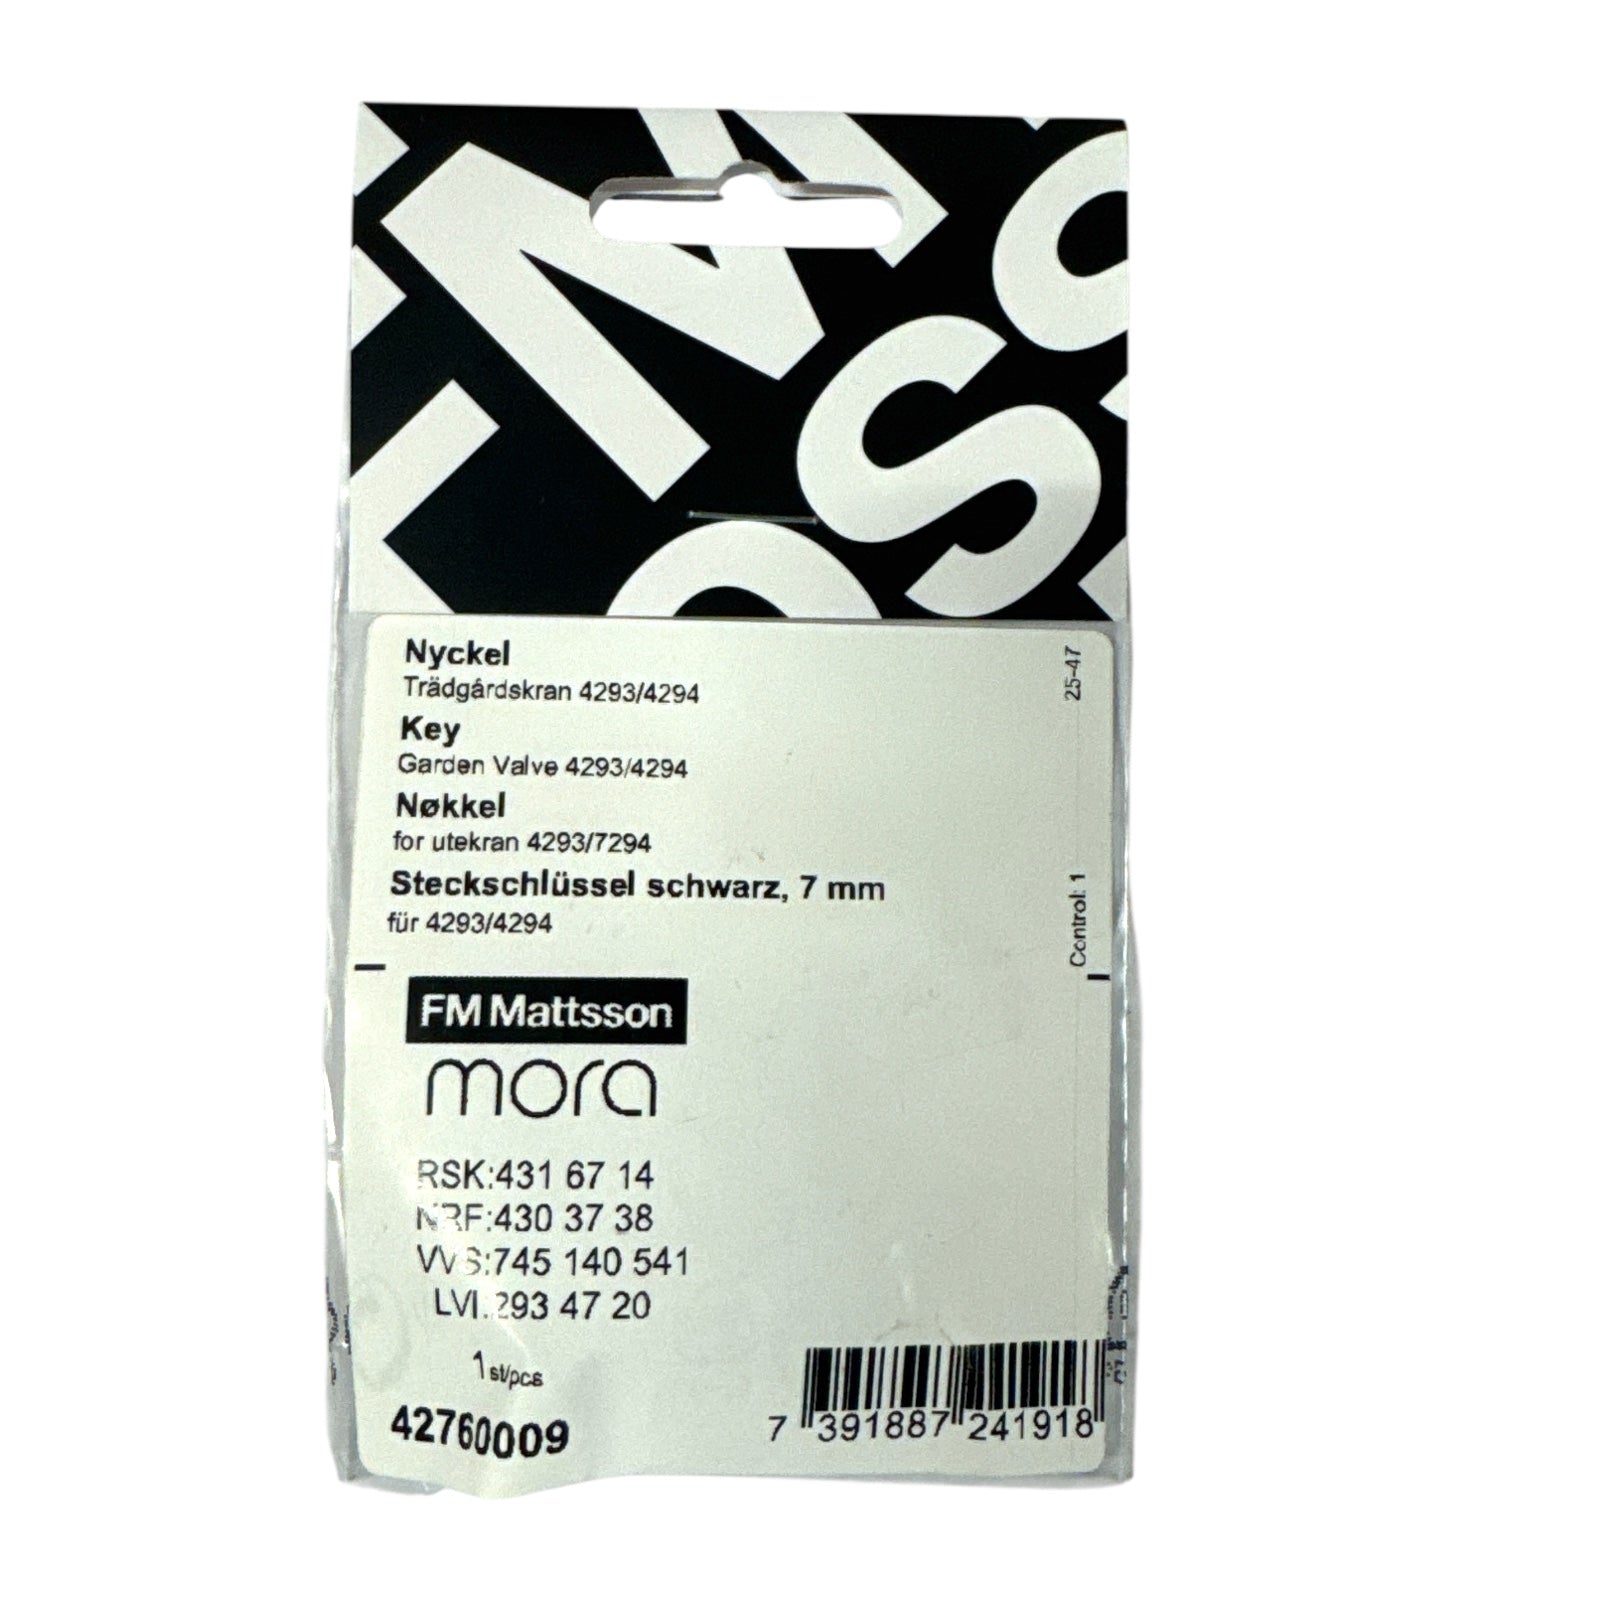 Nyckel
Trädgårdskran 4293/4294
Key
Garden Valve 4293/4294
Nøkkel
for utekran 4293/7294
Steckschlüssel schwarz, 7 mm
für 4293/4294
25-47
Control: 1
FM Mattsson
mora
RSK:431 67 14
NRF:430 37 38
VVS:745 140 541
LVI:293 47 20
1 st/pcs
42760009
7 391887 241918